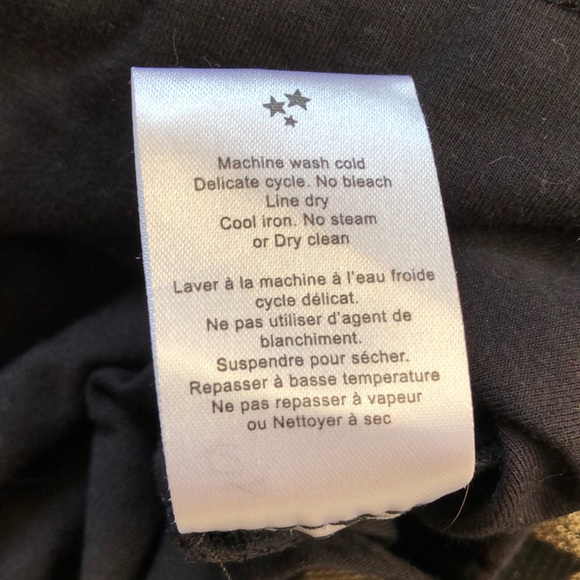 Machine wash cold
Delicate cycle. No bleach
Line dry
Cool iron. No steam
or Dry clean
Laver à la machine à l'eau froide
cycle délicat.
Ne pas utiliser d'agent de
blanchiment.
Suspendre pour sécher.
Repasser à basse temperature
Ne pas repasser à vapeur
ou Nettoyer à sec